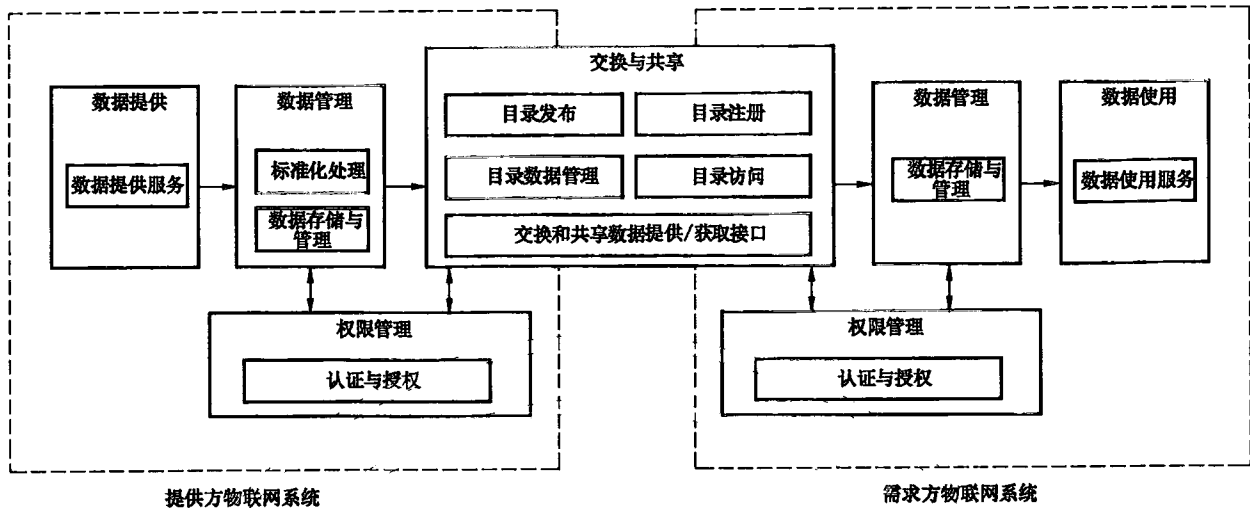 交换与共享
数据提供
数据管理
数据管理
数据使用
目录发布
目录注册
数据提供服务
标准化处理
目录数据管理
目录访问
数据存储与
管理
数据使用服务
数据存储与
管理
交换和共享数据提供/获取接口
权限管理
权限管理
认证与授权
认证与授权
提供方物联网系统
需求方物联网系统